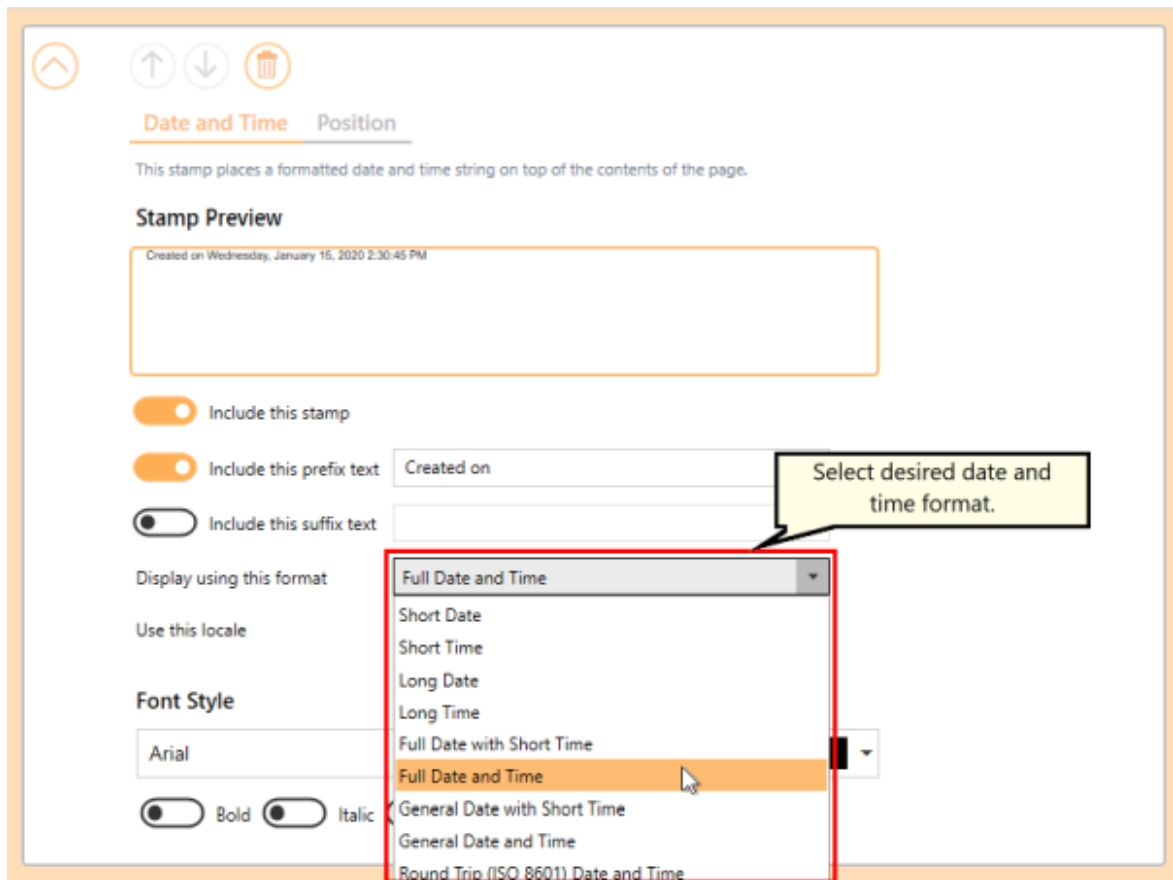 Date and Time Position
This stamp places a formatted date and time string on top of the contents of the page.
Stamp Preview
Created on Wednesday, January 15, 2020 2:30:45 PM
Include this stamp
Include this prefix text Created on
Select desired date and
time format.
Include this suffix text
Display using this format Full Date and Time
Short Date
Use this locale
Short Time
Long Date
Font Style
Long Time
Arial
Full Date with Short Time
Full Date and Time
Bold Italic
General Date with Short Time
General Date and Time
Round Trip (ISO 8601) Date and Time